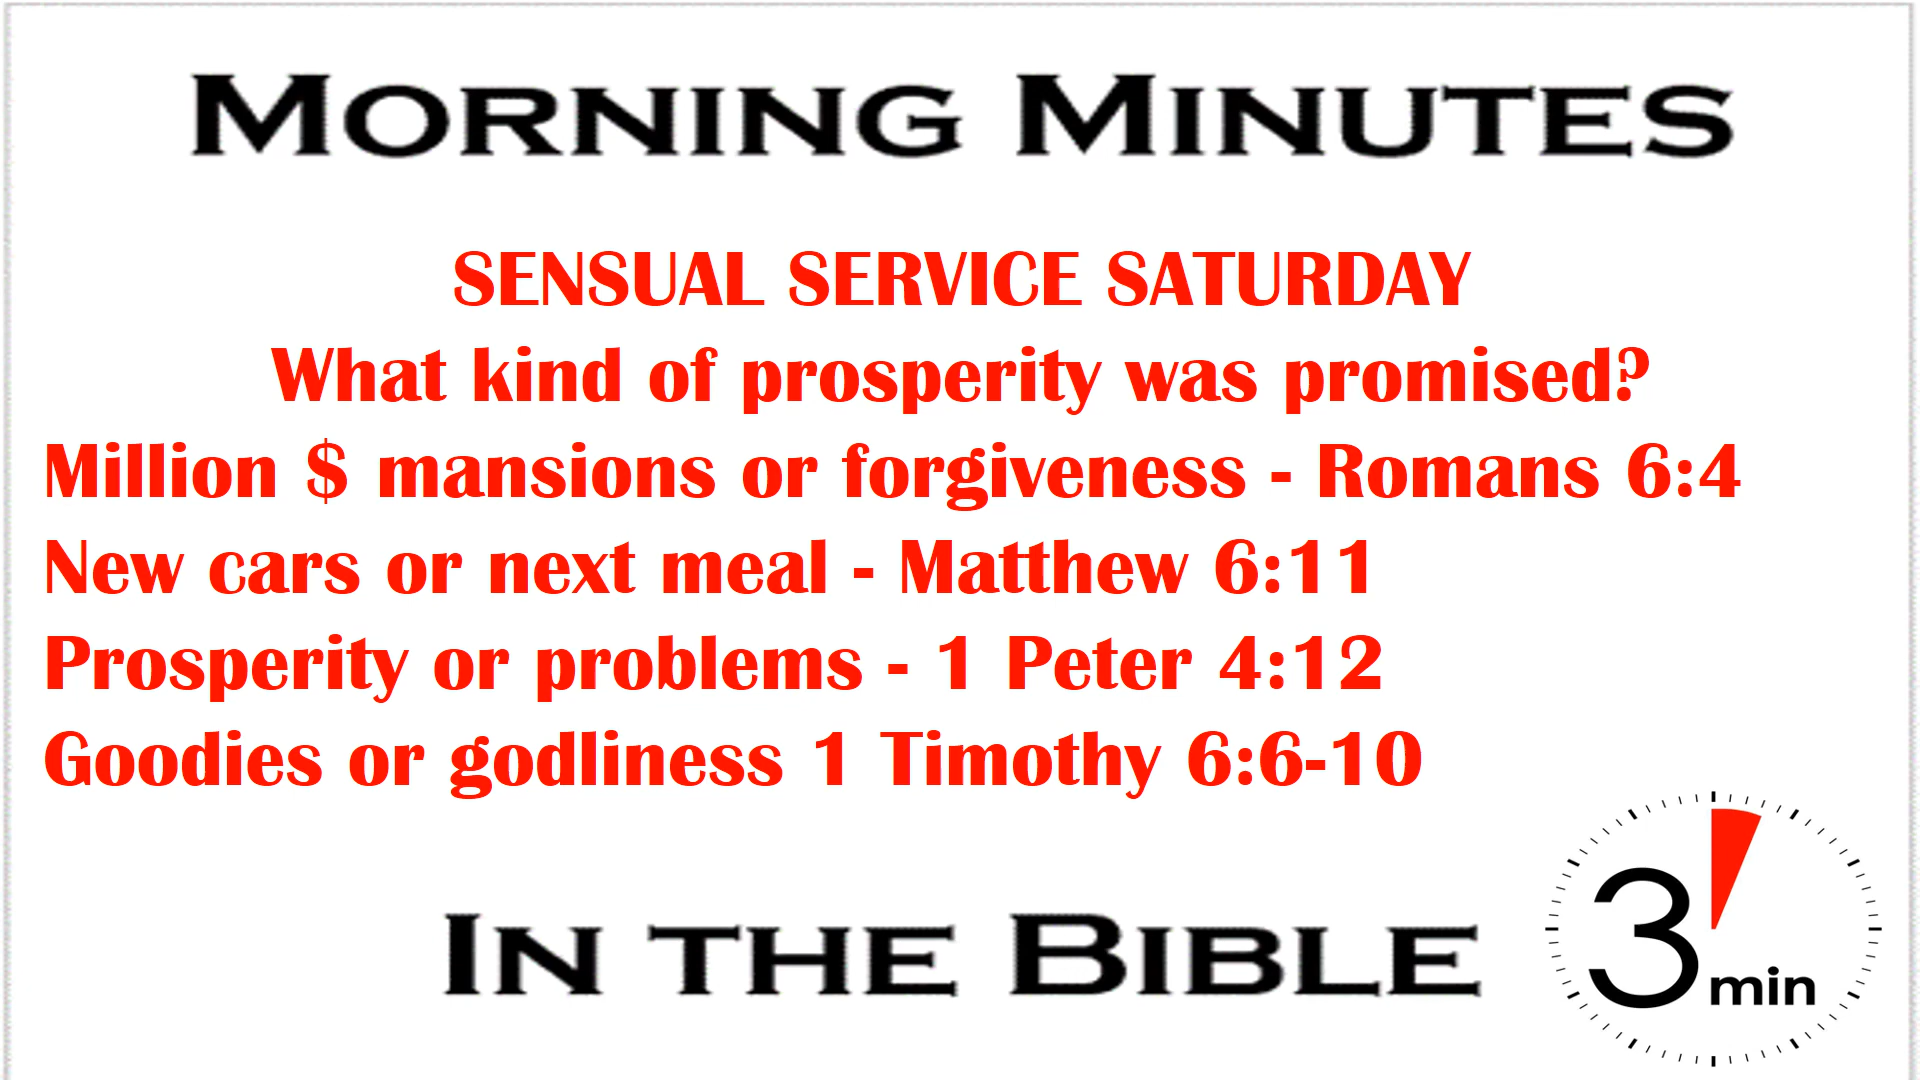 MORNING MINUTES
SENSUAL SERVICE SATURDAY
What kind of prosperity was promised?
Million $ mansions or forgiveness - Romans 6:4
New cars or next meal - Matthew 6:11
Prosperity or problems - 1 Peter 4:12
Goodies or godliness 1 Timothy 6:6-10
IN THE BIBLE
3 min